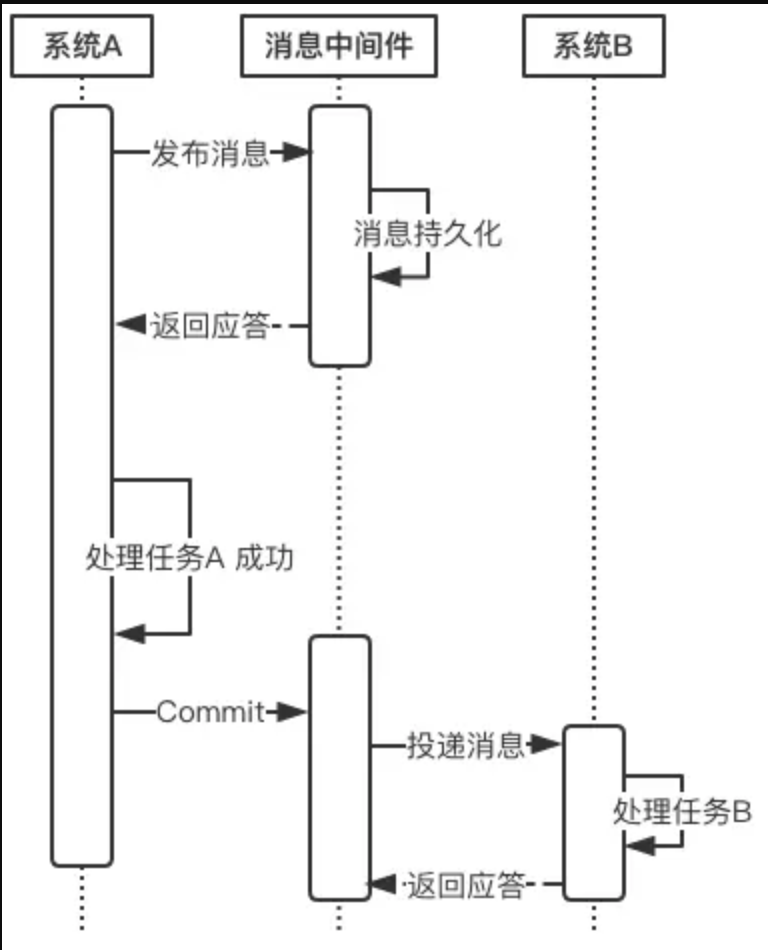 系统A
消息中间件
系统B
发布消息
消息持久化
返回应答
处理任务A 成功
Commit
投递消息
处理任务B
返回应答